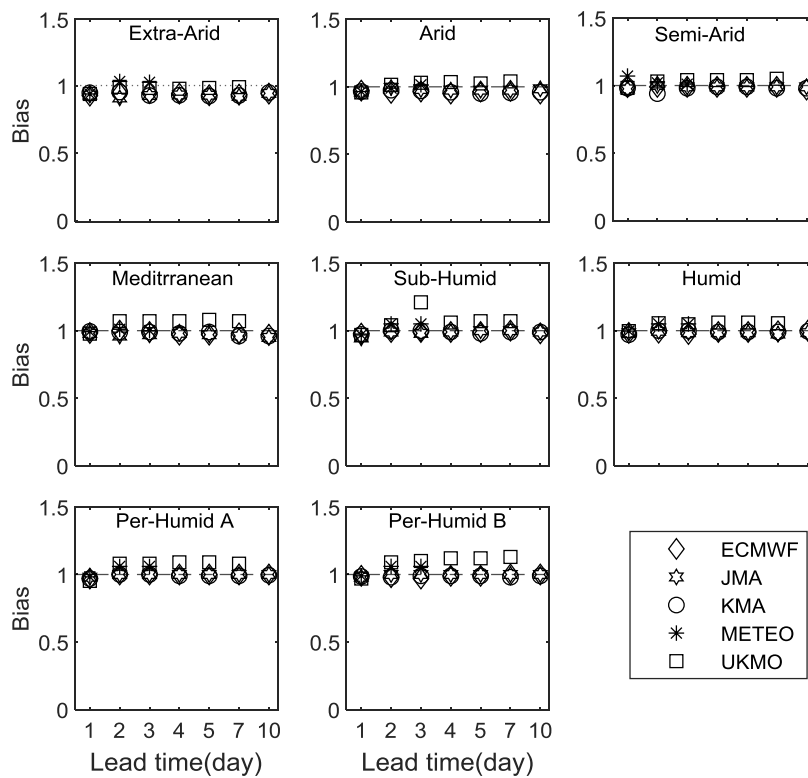 1.5
1
0.5
0
Bias
Extra-Arid
Arid
1.5
1
0.5
0
Semi-Arid
1.5
1
0.5
0
1.5
1
0.5
0
Bias
Meditrranean
1.5
1
0.5
0
Sub-Humid
1.5
1
0.5
0
Humid
1.5
1
0.5
0
Bias
Per-Humid A
1 2 3 4 5 7 10
Lead time(day)
1.5
1
0.5
0
Per-Humid B
1 2 3 4 5 7 10
Lead time(day)
ECMWF
JMA
KMA
METEO
UKMO